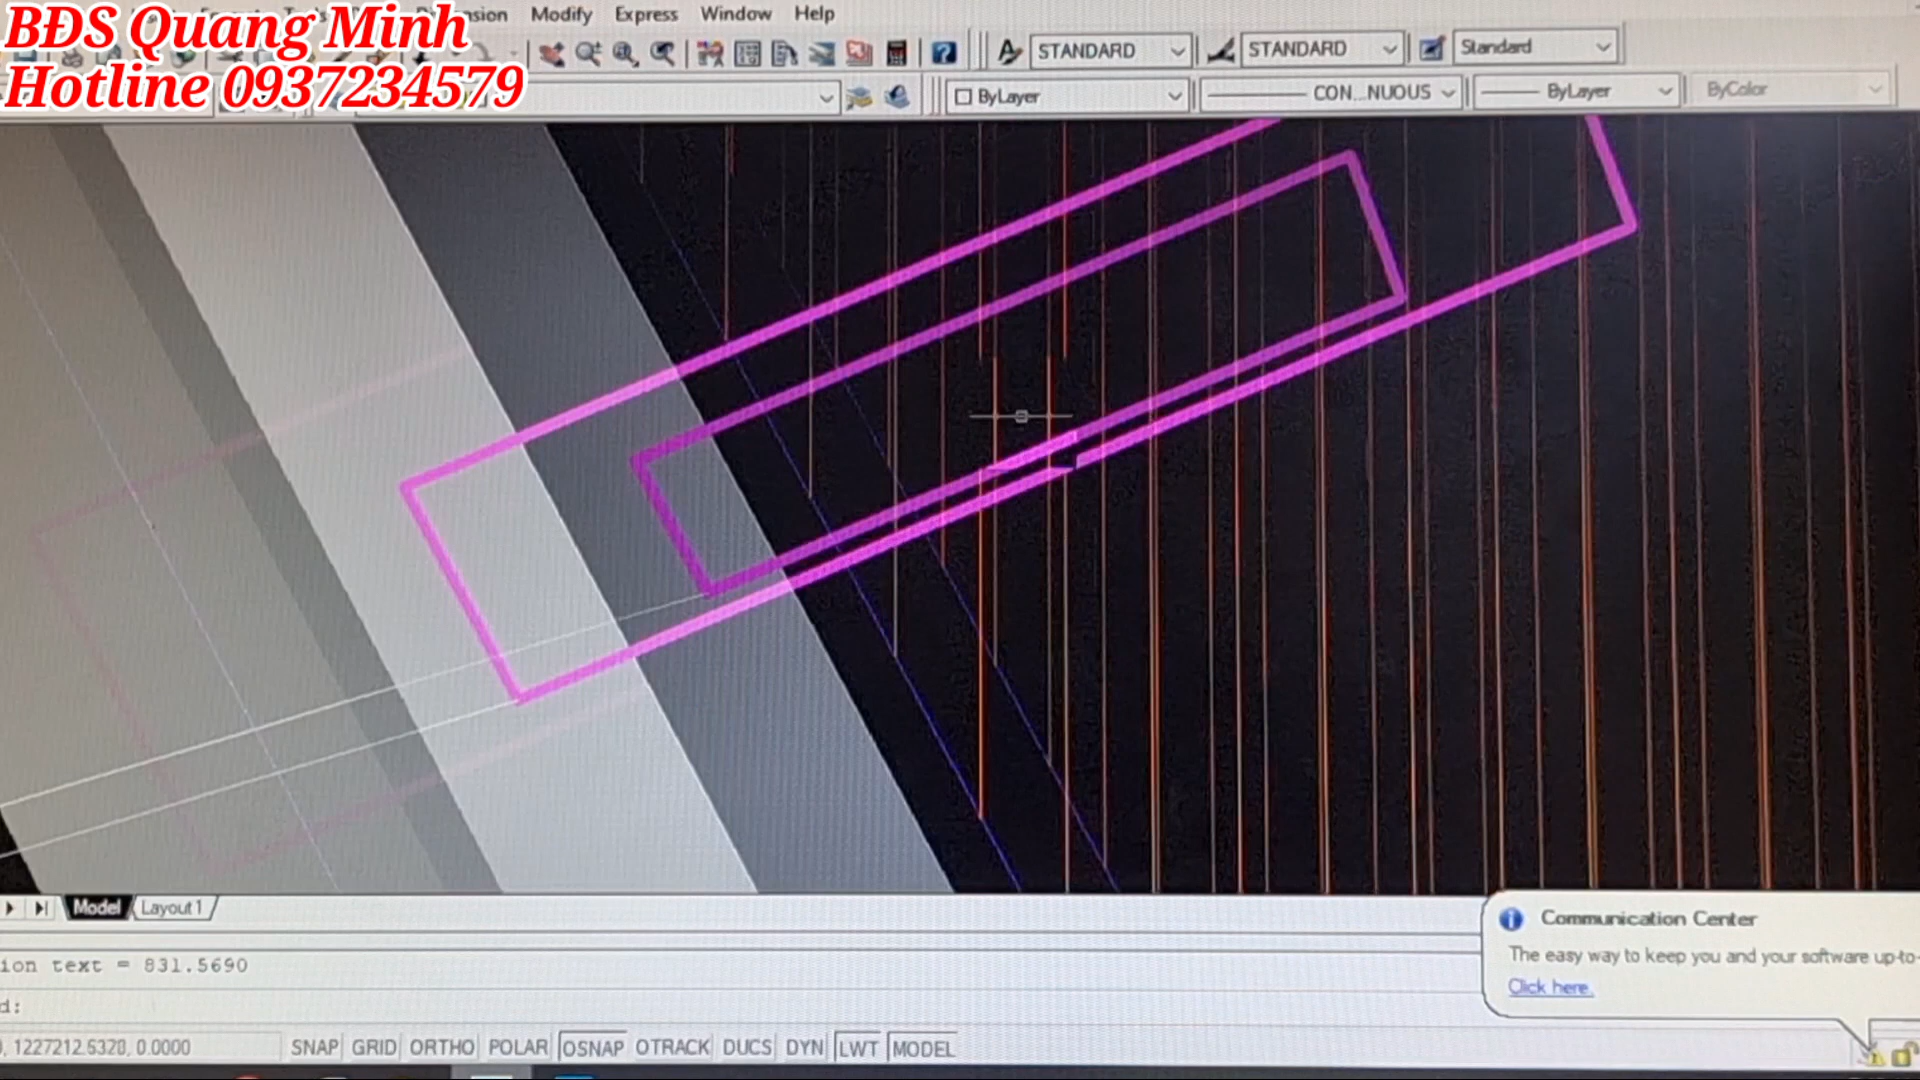 BĐS Quang Minh
Hotline 0937234579
Modify Express Window Help
STANDARD STANDARD Standard
ByLayer CON...NUOUS ByLayer ByColor
Model Layout1
ion text = 831.5690
d:
, 1227212.6320, 0.0000 SNAP GRID ORTHO POLAR OSNAP OTRACK DUCS DYN LWT MODEL
Communication Center
The easy way to keep you and your software up-to-
Click here.